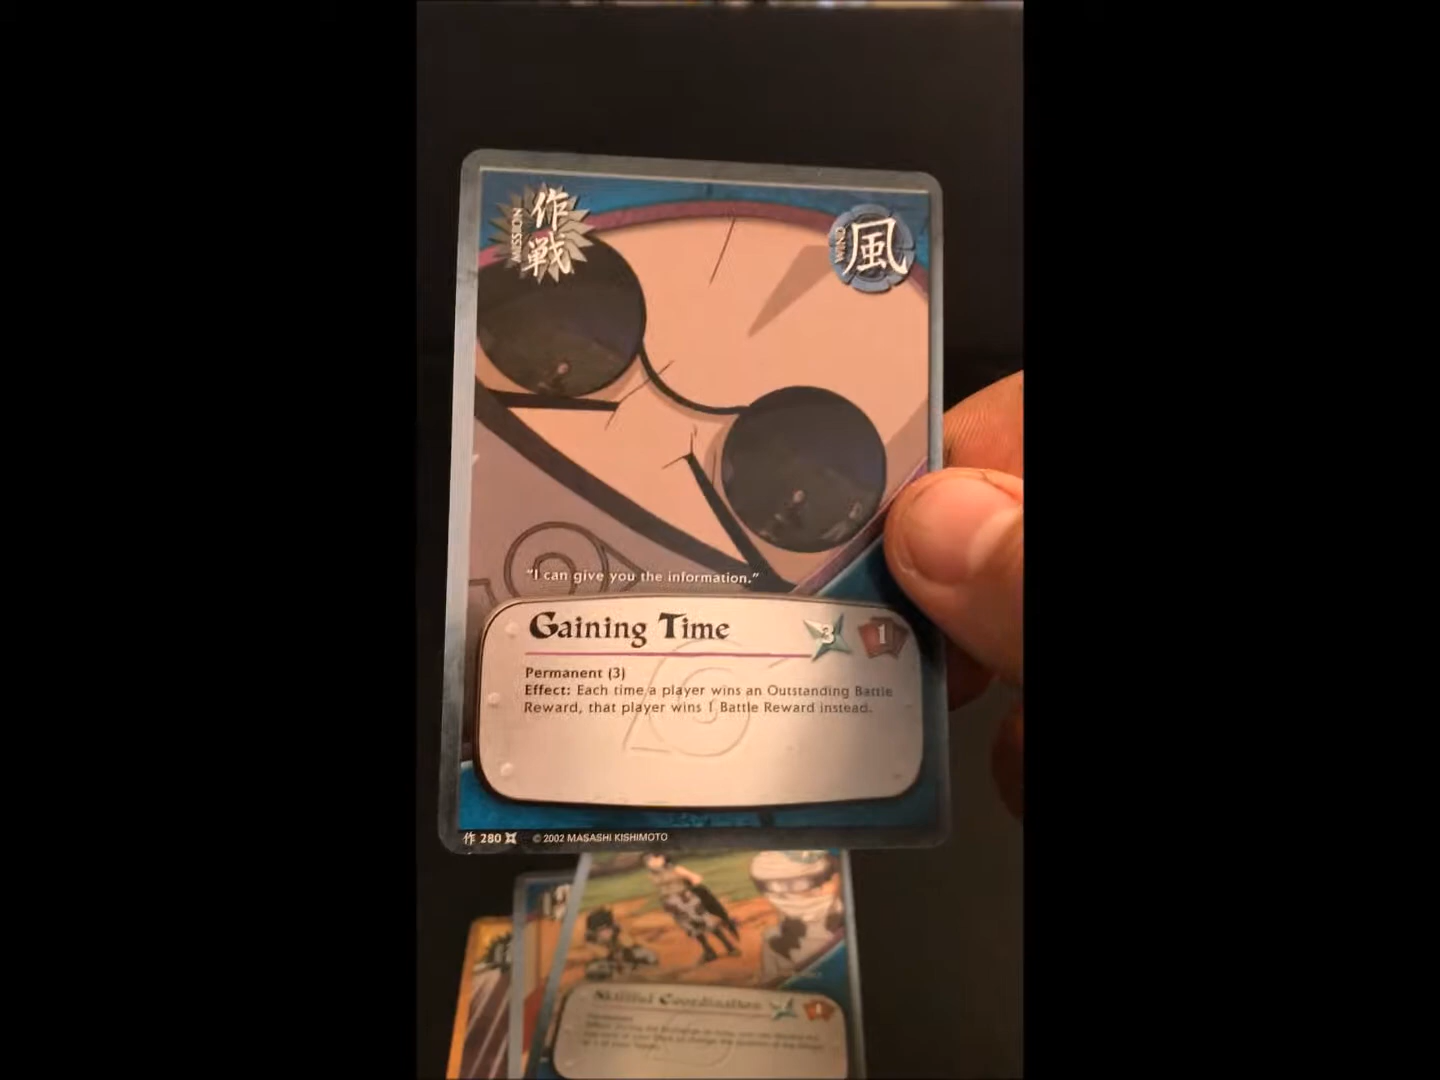 作戦
MISSION
風
WIND
"I can give you the information."
Gaining Time
3
1
Permanent (3)
Effect: Each time a player wins an Outstanding Battle
Reward, that player wins 1 Battle Reward instead.
作 280 © 2002 MASASHI KISHIMOTO
Skillful Coordination